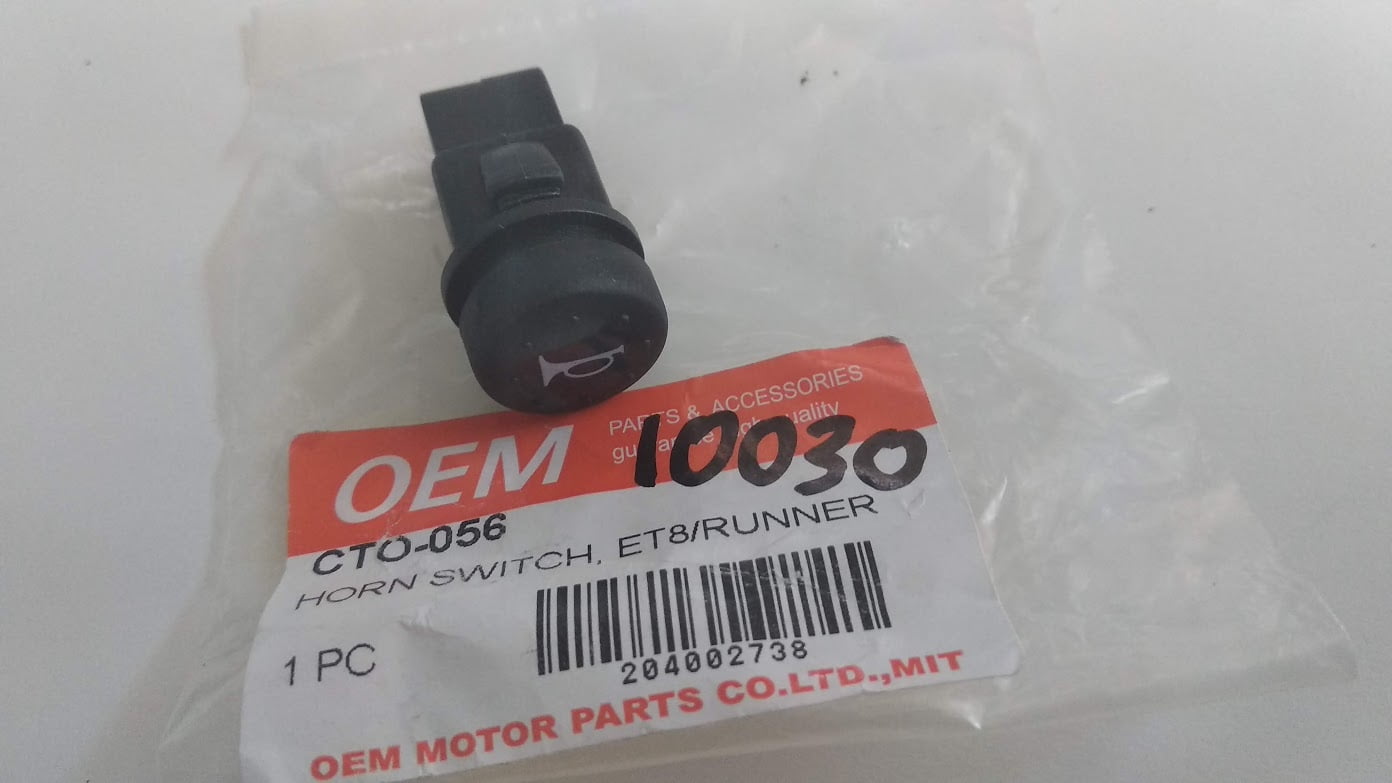 OEM
PARTS & ACCESSORIES
quality
10030
CTO-056
HORN SWITCH, ET8/RUNNER
1 PC
204002738
OEM MOTOR PARTS CO.LTD.,MIT